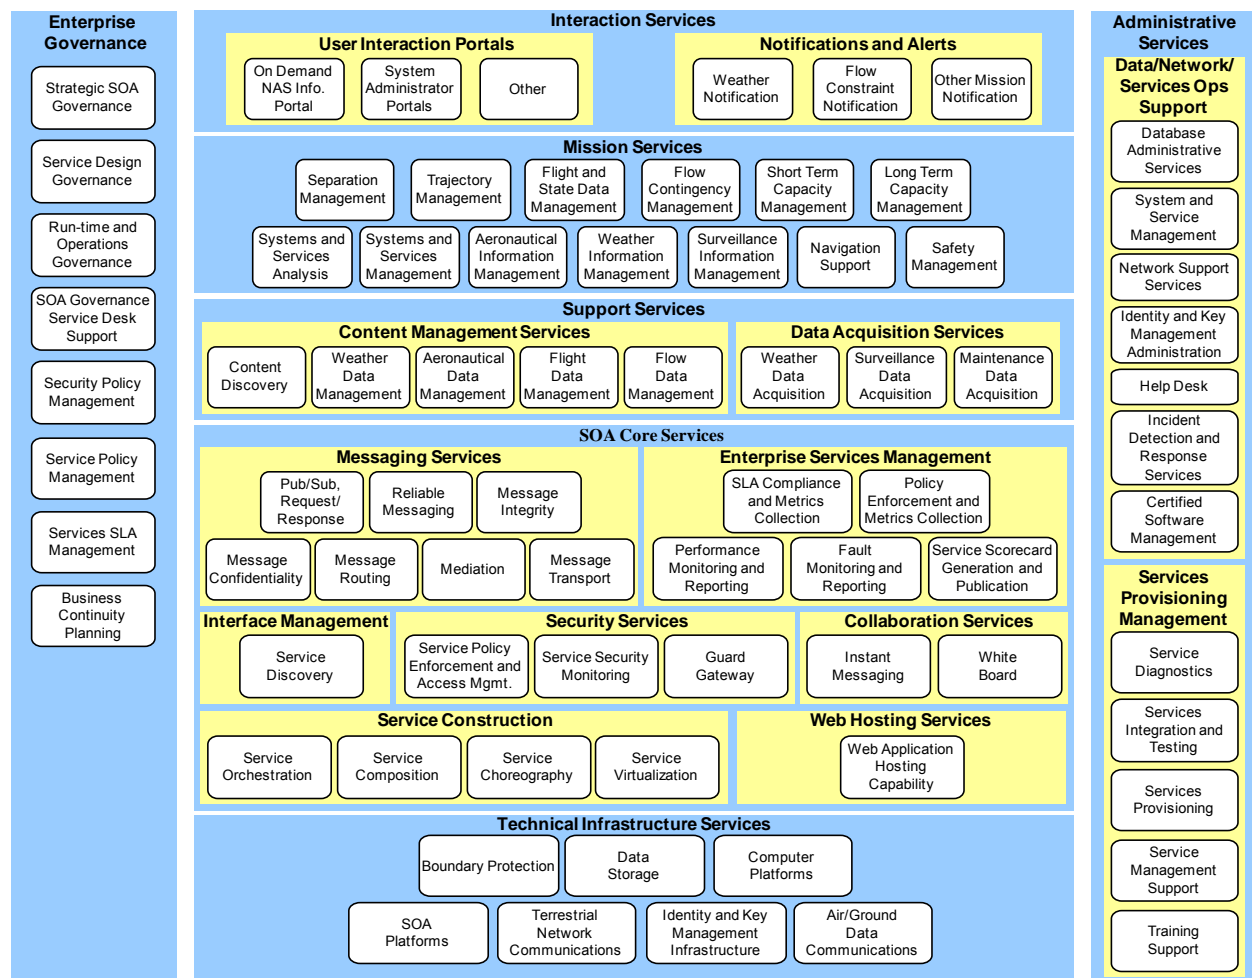 Enterprise
Governance
Strategic SOA
Governance
Service Design
Governance
Run-time and
Operations
Governance
SOA Governance
Service Desk
Support
Security Policy
Management
Service Policy
Management
Services SLA
Management
Business
Continuity
Planning
Interaction Services
User Interaction Portals
On Demand
NAS Info.
Portal
System
Administrator
Portals
Other
Notifications and Alerts
Weather
Notification
Flow
Constraint
Notification
Other Mission
Notification
Mission Services
Separation
Management
Trajectory
Management
Flight and
State Data
Management
Flow
Contingency
Management
Short Term
Capacity
Management
Long Term
Capacity
Management
Systems and
Services
Analysis
Systems and
Services
Management
Aeronautical
Information
Management
Weather
Information
Management
Surveillance
Information
Management
Navigation
Support
Safety
Management
Support Services
Content Management Services
Content
Discovery
Weather
Data
Management
Aeronautical
Data
Management
Flight
Data
Management
Flow
Data
Management
Data Acquisition Services
Weather
Data
Acquisition
Surveillance
Data
Acquisition
Maintenance
Data
Acquisition
SOA Core Services
Messaging Services
Pub/Sub,
Request/
Response
Reliable
Messaging
Message
Integrity
Message
Confidentiality
Message
Routing
Mediation
Message
Transport
Enterprise Services Management
SLA Compliance
and Metrics
Collection
Policy
Enforcement and
Metrics Collection
Performance
Monitoring and
Reporting
Fault
Monitoring and
Reporting
Service Scorecard
Generation and
Publication
Interface Management
Service
Discovery
Security Services
Service Policy
Enforcement and
Access Mgmt.
Service Security
Monitoring
Guard
Gateway
Collaboration Services
Instant
Messaging
White
Board
Service Construction
Service
Orchestration
Service
Composition
Service
Choreography
Service
Virtualization
Web Hosting Services
Web Application
Hosting
Capability
Technical Infrastructure Services
Boundary Protection
Data
Storage
Computer
Platforms
SOA
Platforms
Terrestrial
Network
Communications
Identity and Key
Management
Infrastructure
Air/Ground
Data
Communications
Administrative
Services
Data/Network/
Services Ops
Support
Database
Administrative
Services
System and
Service
Management
Network Support
Services
Identity and Key
Management
Administration
Help Desk
Incident
Detection and
Response
Services
Certified
Software
Management
Services
Provisioning
Management
Service
Diagnostics
Services
Integration and
Testing
Services
Provisioning
Service
Management
Support
Training
Support